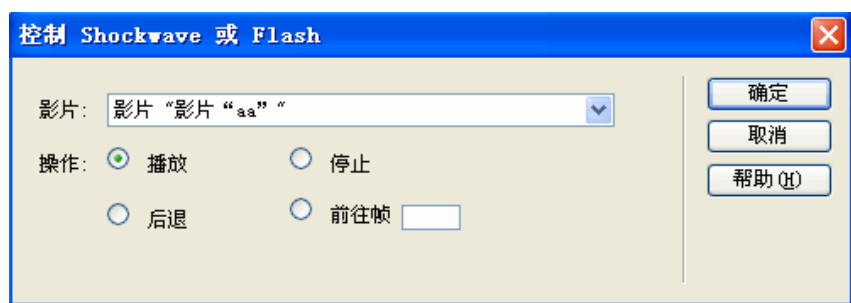 控制 Shockwave 或 Flash
影片: 影片 "影片 “aa” "
确定
取消
操作: 播放 停止
帮助(H)
后退 前往帧